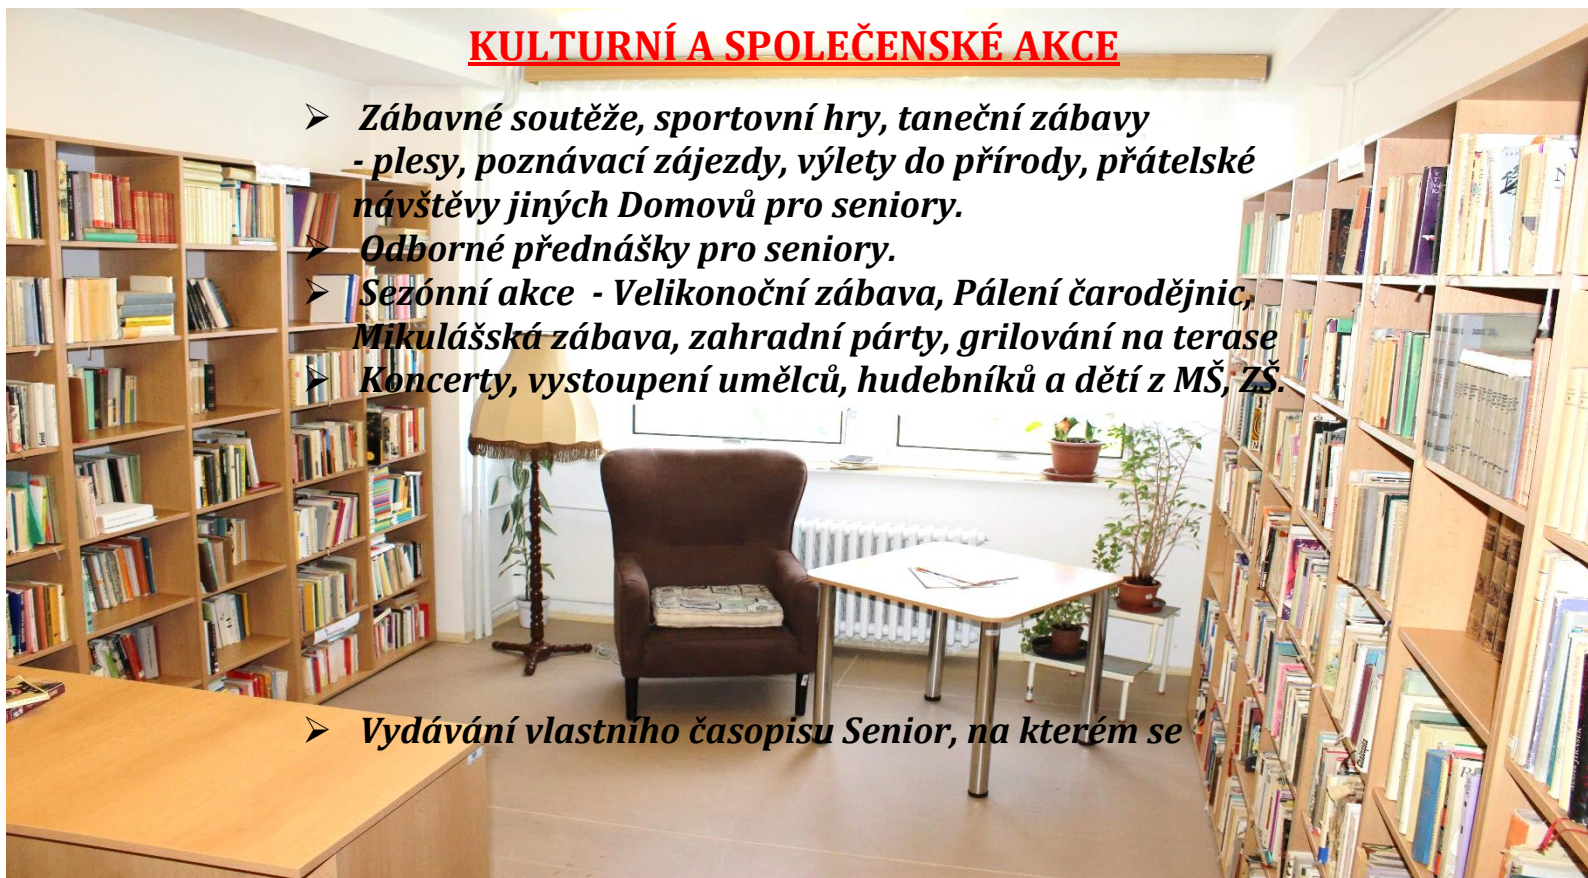 KULTURNÍ A SPOLEČENSKÉ AKCE
➢ Zábavné soutěže, sportovní hry, taneční zábavy
- plesy, poznávací zájezdy, výlety do přírody, přátelské
návštěvy jiných Domovů pro seniory.
➢ Odborné přednášky pro seniory.
➢ Sezónní akce - Velikonoční zábava, Pálení čarodějnic,
Mikulášská zábava, zahradní párty, grilování na terase
➢ Koncerty, vystoupení umělců, hudebníků a dětí z MŠ, ZŠ.
➢ Vydávání vlastního časopisu Senior, na kterém se